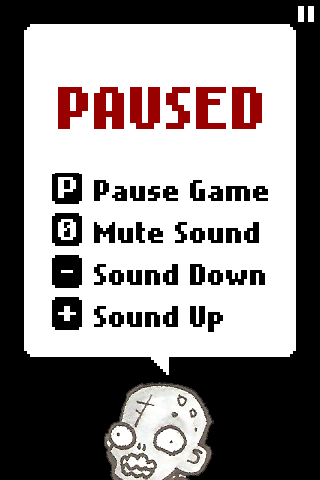 PAUSED
P Pause Game
0 Mute Sound
- Sound Down
+ Sound Up